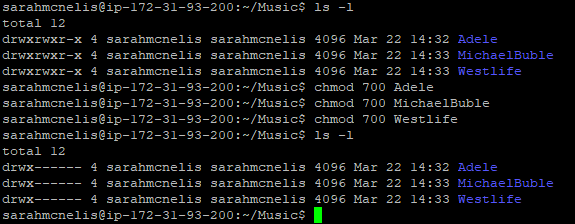 sarahmcnelis@ip-172-31-93-200:~/Music$ ls -l
total 12
drwxrwxr-x 4 sarahmcnelis sarahmcnelis 4096 Mar 22 14:32 Adele
drwxrwxr-x 4 sarahmcnelis sarahmcnelis 4096 Mar 22 14:33 MichaelBuble
drwxrwxr-x 4 sarahmcnelis sarahmcnelis 4096 Mar 22 14:33 Westlife
sarahmcnelis@ip-172-31-93-200:~/Music$ chmod 700 Adele
sarahmcnelis@ip-172-31-93-200:~/Music$ chmod 700 MichaelBuble
sarahmcnelis@ip-172-31-93-200:~/Music$ chmod 700 Westlife
sarahmcnelis@ip-172-31-93-200:~/Music$ ls -l
total 12
drwx------ 4 sarahmcnelis sarahmcnelis 4096 Mar 22 14:32 Adele
drwx------ 4 sarahmcnelis sarahmcnelis 4096 Mar 22 14:33 MichaelBuble
drwx------ 4 sarahmcnelis sarahmcnelis 4096 Mar 22 14:33 Westlife
sarahmcnelis@ip-172-31-93-200:~/Music$